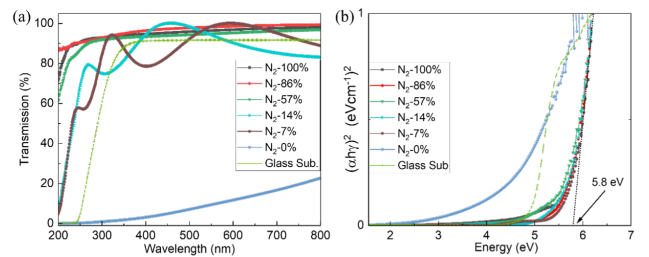 (a)
100
80
60
40
20
0
Transmission (%)
N₂-100%
N₂-86%
N₂-57%
N₂-14%
N₂-7%
N₂-0%
Glass Sub.
200 300 400 500 600 700 800
Wavelength (nm)
(b)
1
0
(αhγ)² (eVcm⁻¹)²
N₂-100%
N₂-86%
N₂-57%
N₂-14%
N₂-7%
N₂-0%
Glass Sub
5.8 eV
2 3 4 5 6 7
Energy (eV)